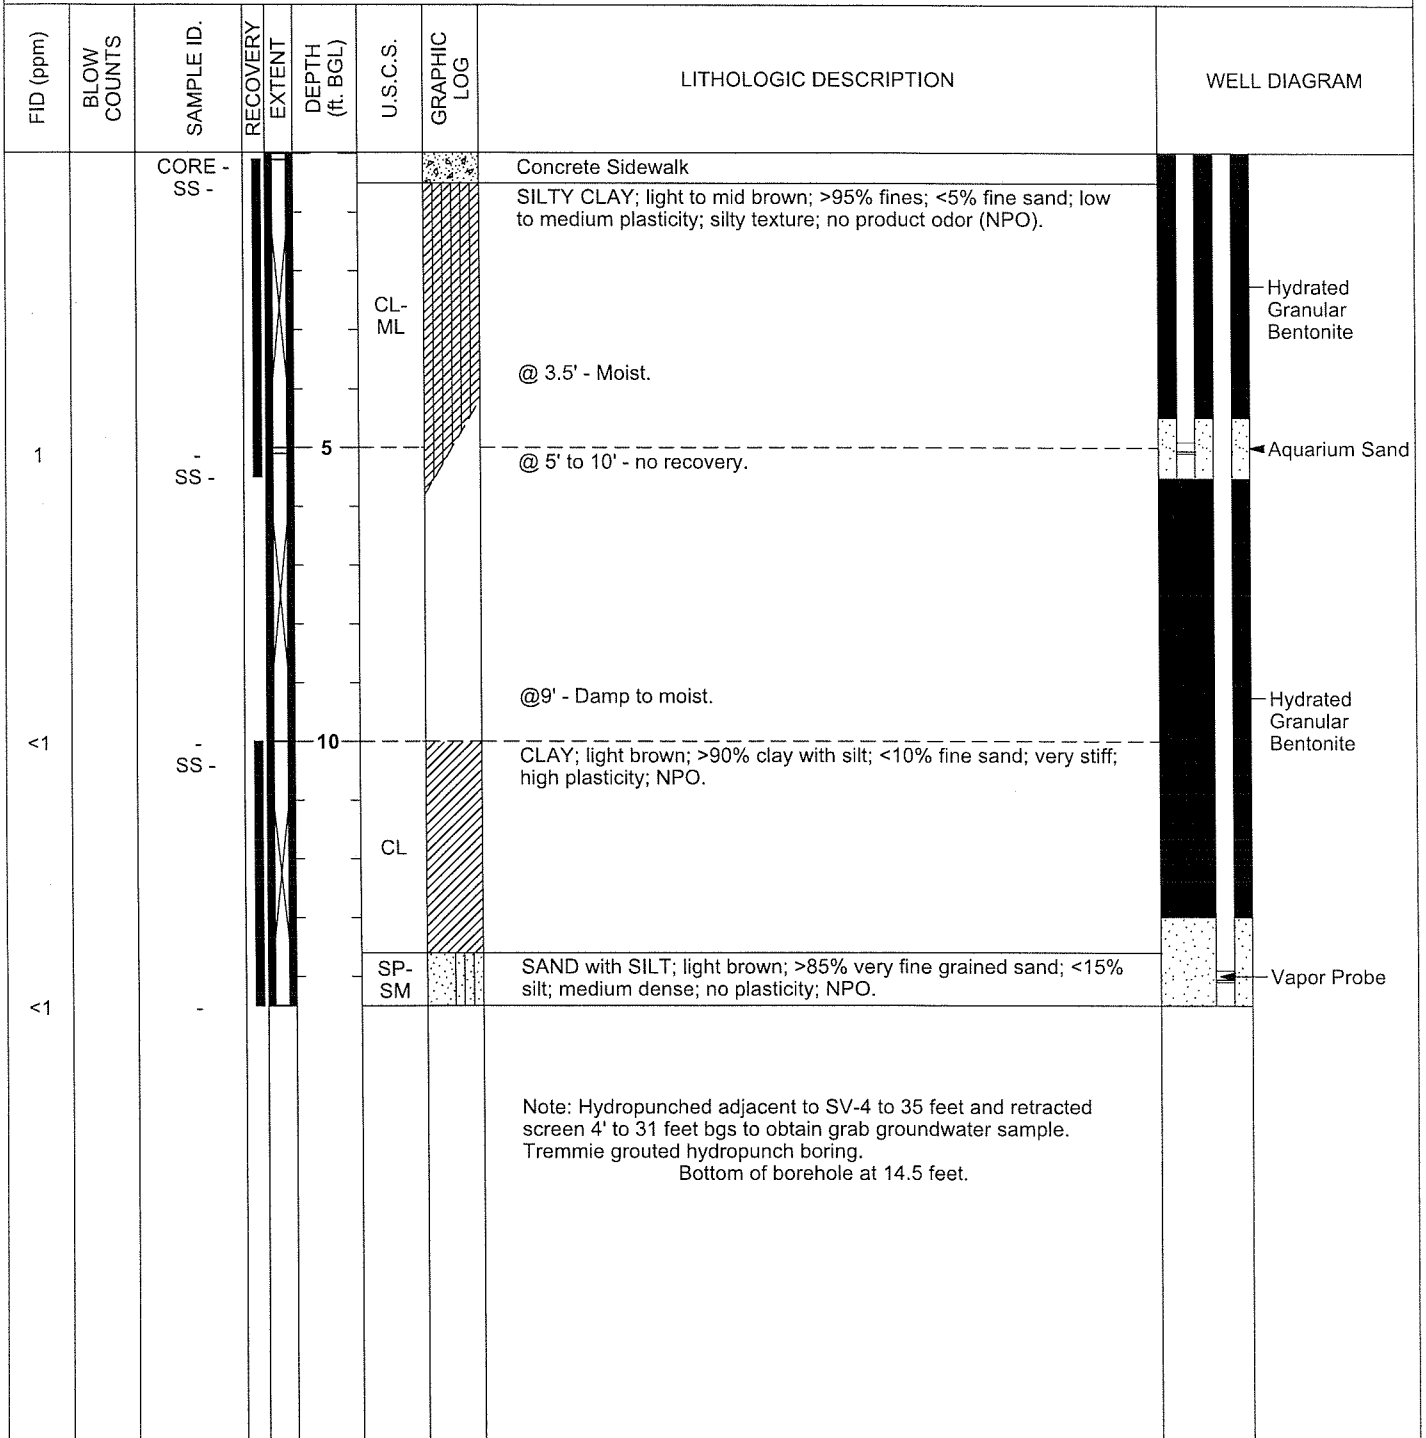 FID (ppm)
BLOW
COUNTS
SAMPLE ID.
RECOVERY
EXTENT
DEPTH
(ft. BGL)
U.S.C.S.
GRAPHIC
LOG
LITHOLOGIC DESCRIPTION
WELL DIAGRAM
CORE -
SS -
Concrete Sidewalk
SILTY CLAY; light to mid brown; >95% fines; <5% fine sand; low
to medium plasticity; silty texture; no product odor (NPO).
CL-
ML
Hydrated
Granular
Bentonite
@ 3.5' - Moist.
1
-
SS -
5
@ 5' to 10' - no recovery.
Aquarium Sand
@9' - Damp to moist.
Hydrated
Granular
Bentonite
<1
-
SS -
10
CLAY; light brown; >90% clay with silt; <10% fine sand; very stiff;
high plasticity; NPO.
CL
SP-
SM
SAND with SILT; light brown; >85% very fine grained sand; <15%
silt; medium dense; no plasticity; NPO.
Vapor Probe
<1
-
Note: Hydropunched adjacent to SV-4 to 35 feet and retracted
screen 4' to 31 feet bgs to obtain grab groundwater sample.
Tremmie grouted hydropunch boring.
Bottom of borehole at 14.5 feet.